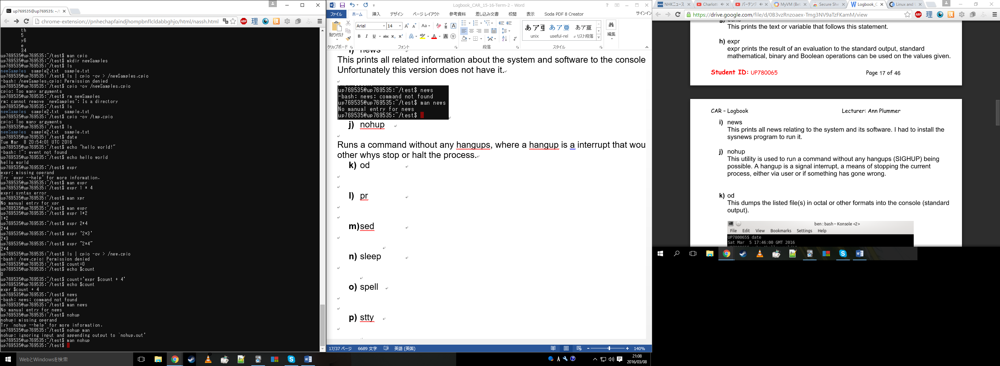 up769535@up769535: ~/t
chrome-extension://pnhechapfaindjhompbnflcldabbghjo/html/nassh.html
th
5
y6
e
34
up769535@up769535:~/test$ man cpio
up769535@up769535:~/test$ mkdir newSamples
up769535@up769535:~/test$ ls
newSamples  sample2.txt  sample.txt
up769535@up769535:~/test$ ls | cpio -ov > /newSamples.cpio
-bash: /newSamples.cpio: Permission denied
up769535@up769535:~/test$ cpio -ov /newSamples.cpio
cpio: Too many arguments
up769535@up769535:~/test$ rm newSamples
rm: cannot remove `newSamples': Is a directory
up769535@up769535:~/test$ ls
newSamples  sample2.txt  sample.txt
up769535@up769535:~/test$ cpio -ov /tmp.cpio
cpio: Too many arguments
up769535@up769535:~/test$ ls
newSamples  sample2.txt  sample.txt
up769535@up769535:~/test$ date
Tue Mar  8 20:54:01 UTC 2016
up769535@up769535:~/test$ echo "hello world!"
-bash: !": event not found
up769535@up769535:~/test$ echo hello world
hello world
up769535@up769535:~/test$ expr
expr: missing operand
Try `expr --help' for more information.
up769535@up769535:~/test$ man expr
up769535@up769535:~/test$ expr 1 * 4
expr: syntax error
up769535@up769535:~/test$ man xpr
No manual entry for xpr
up769535@up769535:~/test$ man expr
up769535@up769535:~/test$ expr 1*2
1*2
up769535@up769535:~/test$ expr 2*4
2*4
up769535@up769535:~/test$ expr '2*3'
2*3
up769535@up769535:~/test$ expr "2*4"
2*4
up769535@up769535:~/test$ ls | cpio -ov > /new.cpio
-bash: /new.cpio: Permission denied
up769535@up769535:~/test$ count=0
up769535@up769535:~/test$ echo $count
0
up769535@up769535:~/test$ count='expr $count + 4'
up769535@up769535:~/test$ echo $count
expr $count + 4
up769535@up769535:~/test$ news
-bash: news: command not found
up769535@up769535:~/test$ man news
No manual entry for news
up769535@up769535:~/test$ nohup
nohup: missing operand
Try `nohup --help' for more information.
up769535@up769535:~/test$ nohup man
nohup: ignoring input and appending output to `nohup.out'
up769535@up769535:~/test$ man nohup
up769535@up769535:~/test$
WebとWindowsを検索
Logbook_CAR_15-16-Term-2 - Word
ファイル ホーム 挿入 デザイン ページ レイアウト 参考資料 差し込み文書 校閲 表示 Soda PDF 8 Creator サインイン
貼り付け
Arial 14
あア亜 あア亜 あア亜
unix useful-rel リスト段落
編集
クリップボード フォント 段落 スタイル
i) news
This prints all related information about the system and software to the console
Unfortunately this version does not have it.
up769535@up769535:~/test$ news
-bash: news: command not found
up769535@up769535:~/test$ man news
No manual entry for news
up769535@up769535:~/test$
j) nohup
Runs a command without any hangups, where a hangup is a interrupt that wou
other whys stop or halt the process.
k) od
l) pr
m) sed
n) sleep
o) spell
p) stty
17/37 ページ 6689 文字 英語 (英国) 140%
21:08
2016/03/08
NHKニュース Charlott バーテンダ MyVM (Bet Secure She Logbook_C Linux and
https://drive.google.com/file/d/0B3vzRnzoaex-Tmg3NV9aTzFKamM/view
This prints the text or variable that follows this statement.
h) expr
expr prints the result of an evaluation to the standard output, standard
mathematical, binary and Boolean operations can be used on the values given.
Student ID: UP780065 Page 17 of 46
CAR – Logbook Lecturer: Ann Plummer
i) news
This prints all news relating to the system and its software. I had to install the
sysnews program to run it.
j) nohup
This utility is used to run a command without any hangups (SIGHUP) being
possible. A hangup is a signal interrupt, a means of stopping the current
process, either via user or if something has gone wrong.
k) od
This dumps the listed file(s) in octal or other formats into the console (standard
output).
ben : bash – Konsole <2>
File Edit View Bookmarks Settings Help
UP780065$ date
Sat Mar  5 17:46:00 GMT 2016